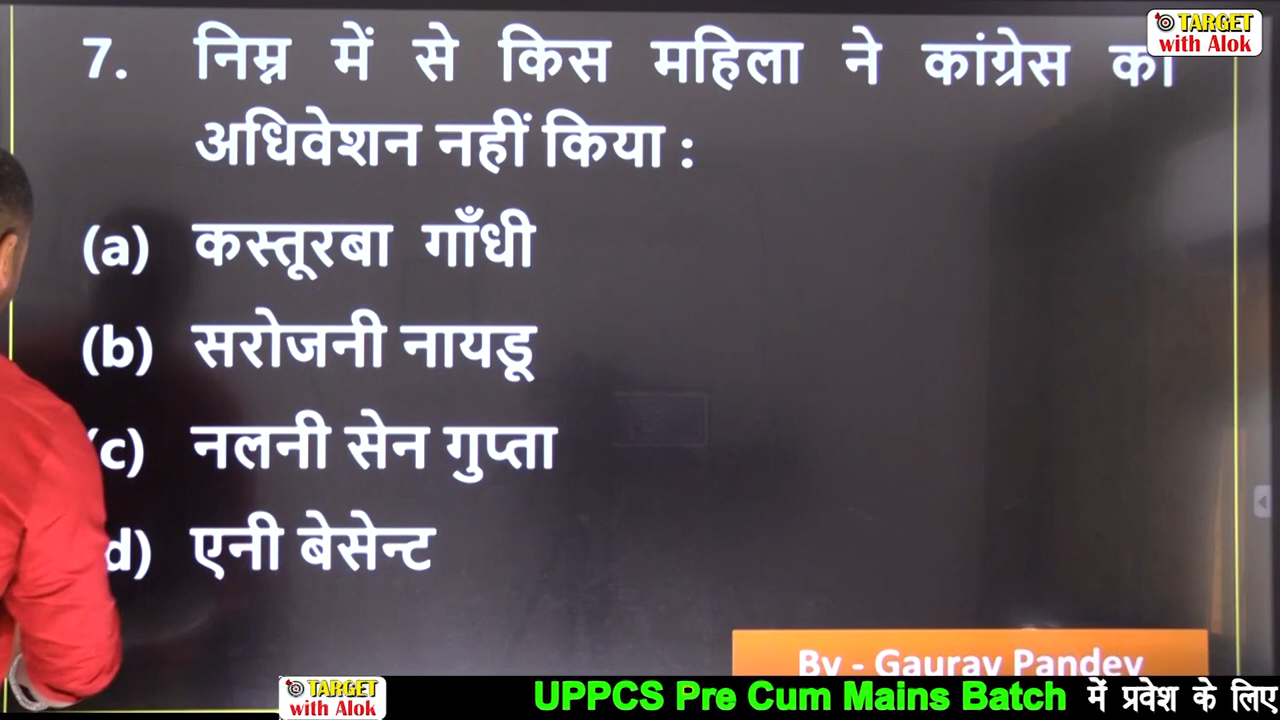 TARGET
with Alok
7. निम्न में से किस महिला ने कांग्रेस का
अधिवेशन नहीं किया :
(a) कस्तूरबा गाँधी
(b) सरोजनी नायडू
(c) नलनी सेन गुप्ता
d) एनी बेसेन्ट
By - Gaurav Pandey
TARGET
with Alok
UPPCS Pre Cum Mains Batch में प्रवेश के लिए